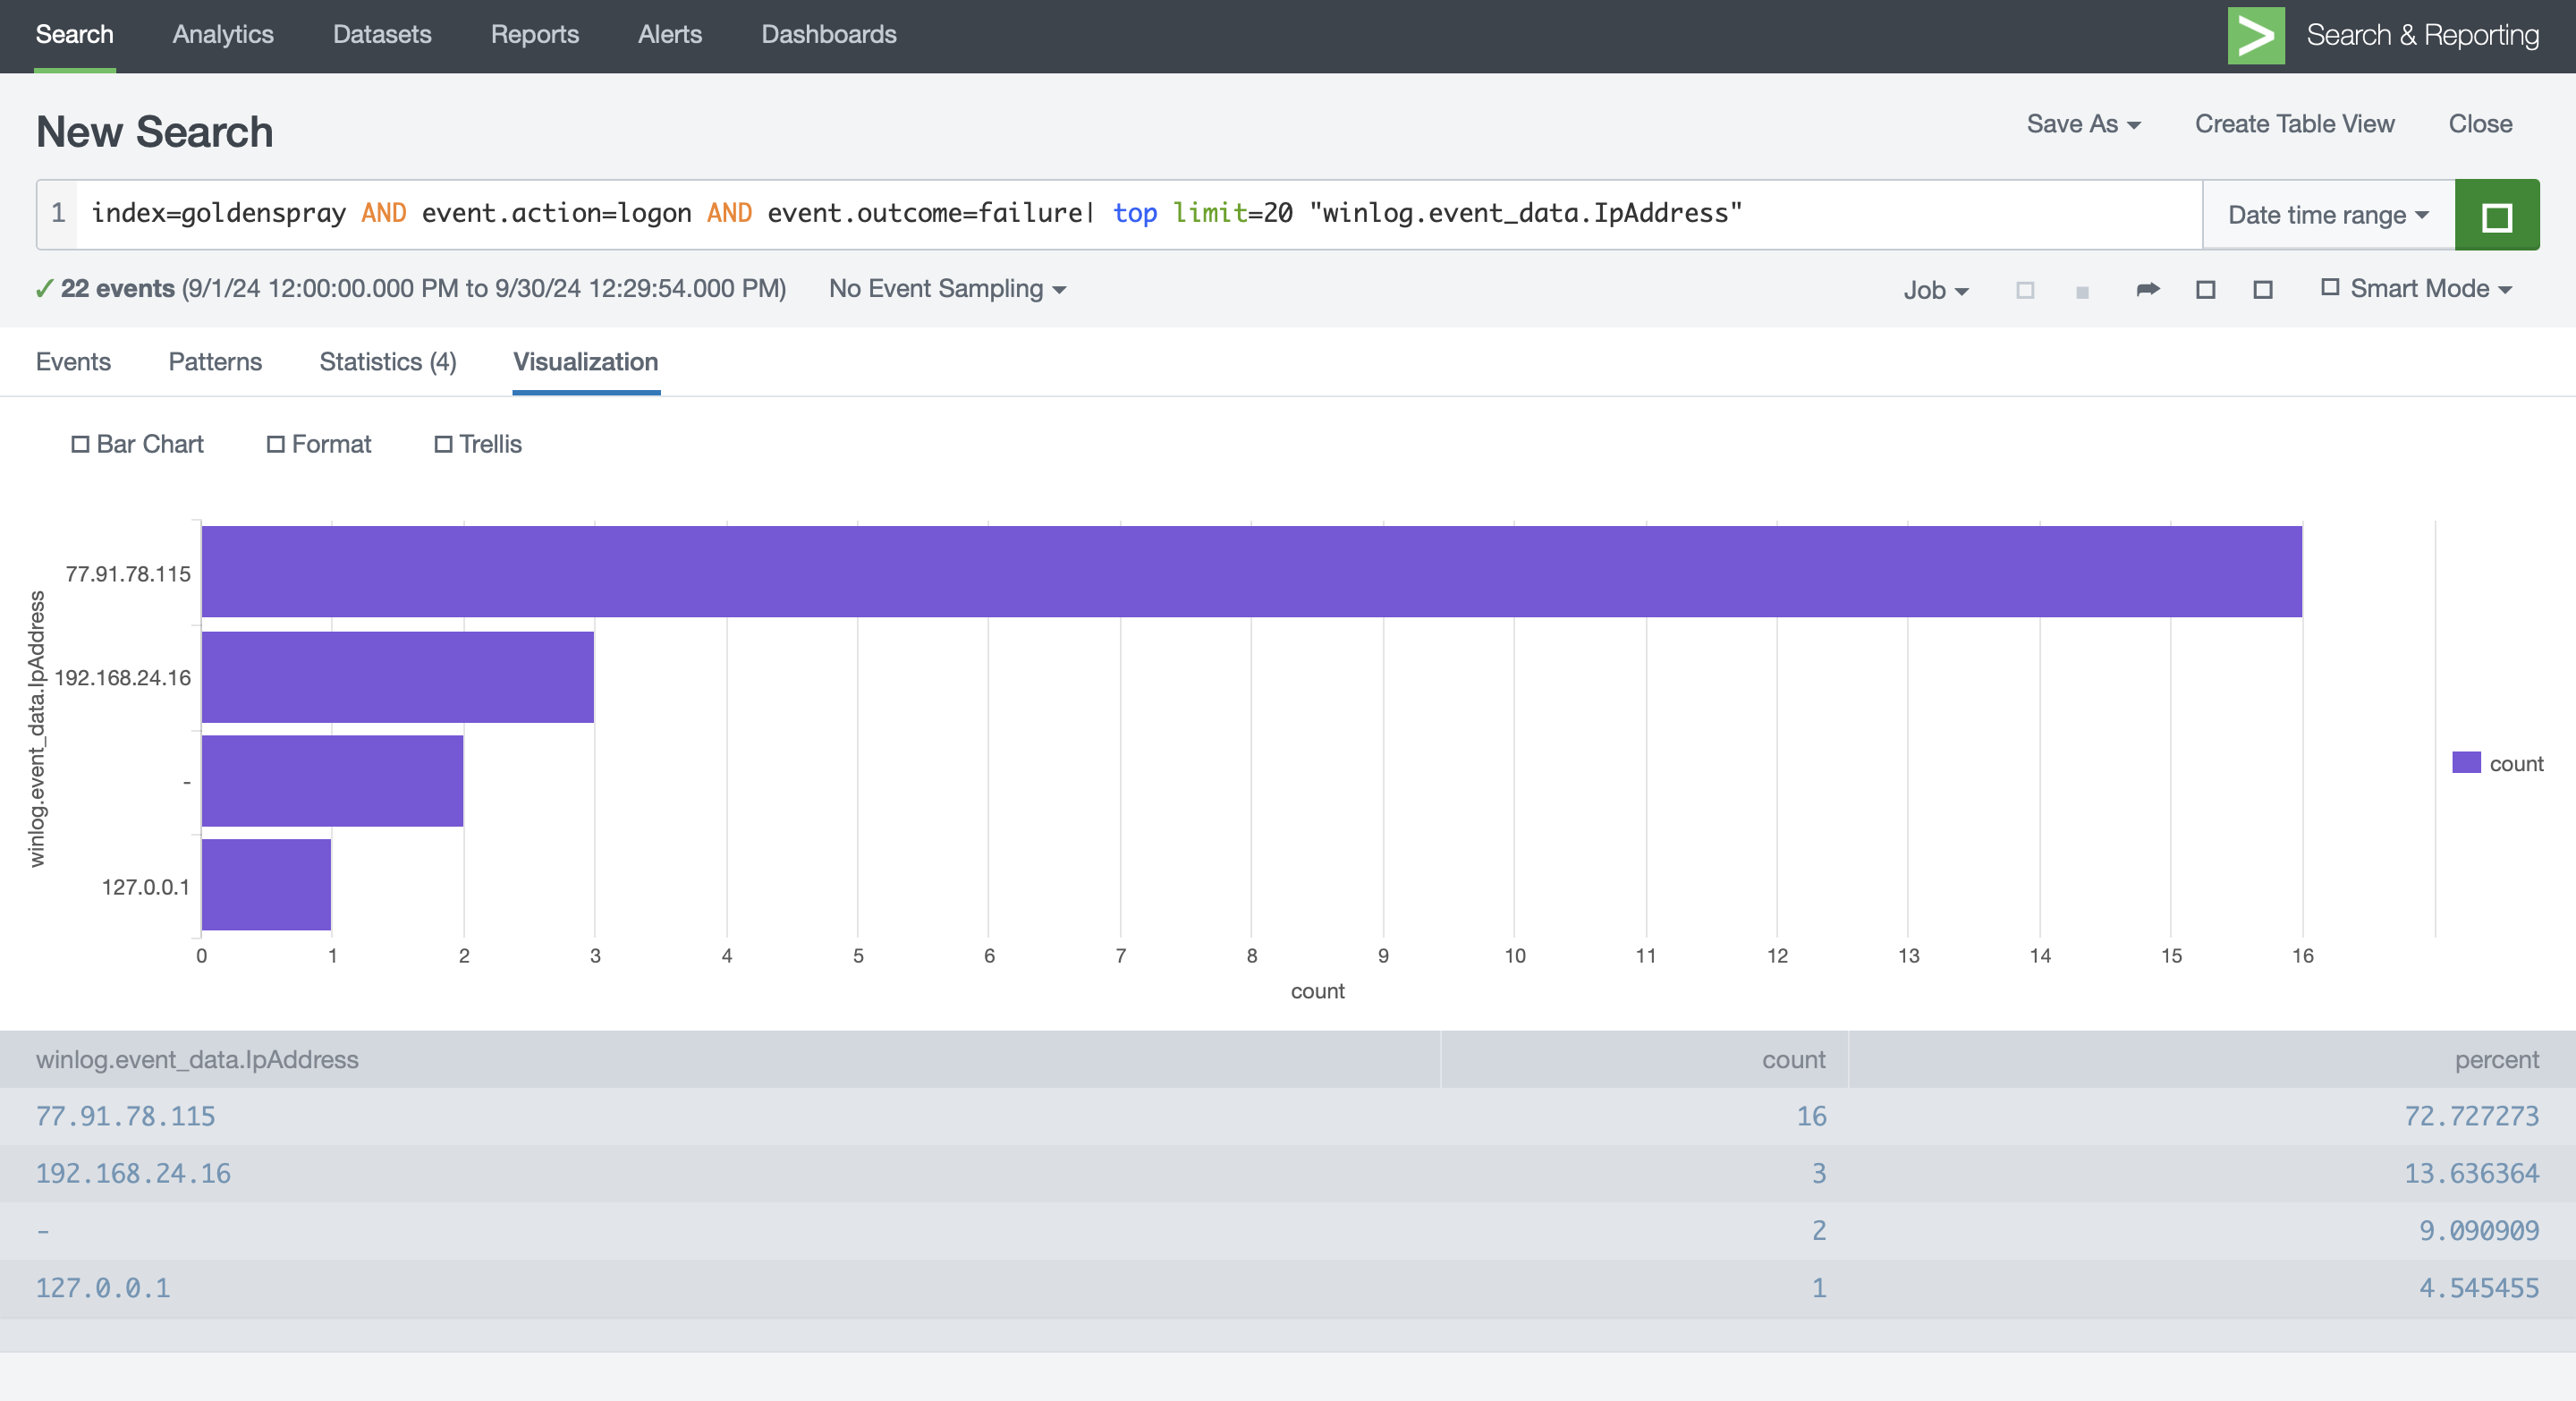 Search Analytics Datasets Reports Alerts Dashboards > Search & Reporting
New Search
Save As Create Table View Close
1 index=goldenspray AND event.action=logon AND event.outcome=failure| top limit=20 "winlog.event_data.IpAddress" Date time range
✓ 22 events (9/1/24 12:00:00.000 PM to 9/30/24 12:29:54.000 PM) No Event Sampling Job Smart Mode
Events Patterns Statistics (4) Visualization
Bar Chart Format Trellis
winlog.event_data.IpAddress
77.91.78.115
192.168.24.16
-
127.0.0.1
0 1 2 3 4 5 6 7 8 9 10 11 12 13 14 15 16
count
count
winlog.event_data.IpAddress count percent
77.91.78.115 16 72.727273
192.168.24.16 3 13.636364
- 2 9.090909
127.0.0.1 1 4.545455